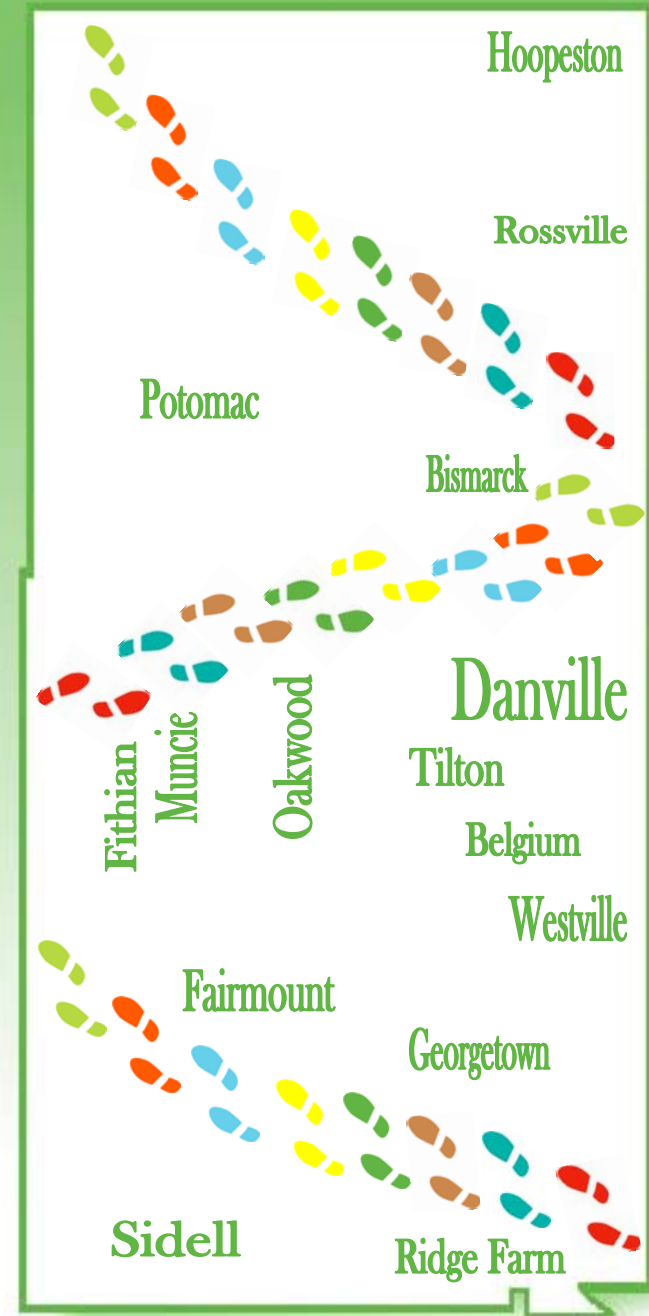 Hoopeston
Rossville
Potomac
Bismarck
Danville
Tilton
Fithian
Muncie
Oakwood
Belgium
Westville
Fairmount
Georgetown
Sidell
Ridge Farm